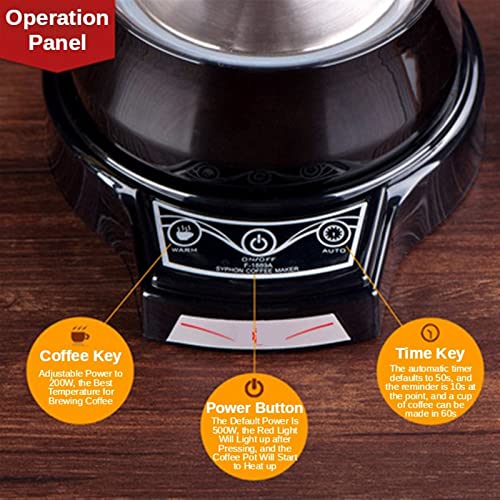 Operation
Panel
WARM
ON/OFF
F-1889A
SYPHON COFFEE MAKER
AUTO
Coffee Key
Adjustable Power to
200W, the Best
Temperature for
Brewing Coffee
Power Button
The Default Power Is
500W, the Red Light
Will Light up after
Pressing, and the
Coffee Pot Will Start
to Heat up
Time Key
The automatic timer
defaults to 50s, and
the reminder is 10s at
the point, and a cup
of coffee can be
made in 60s